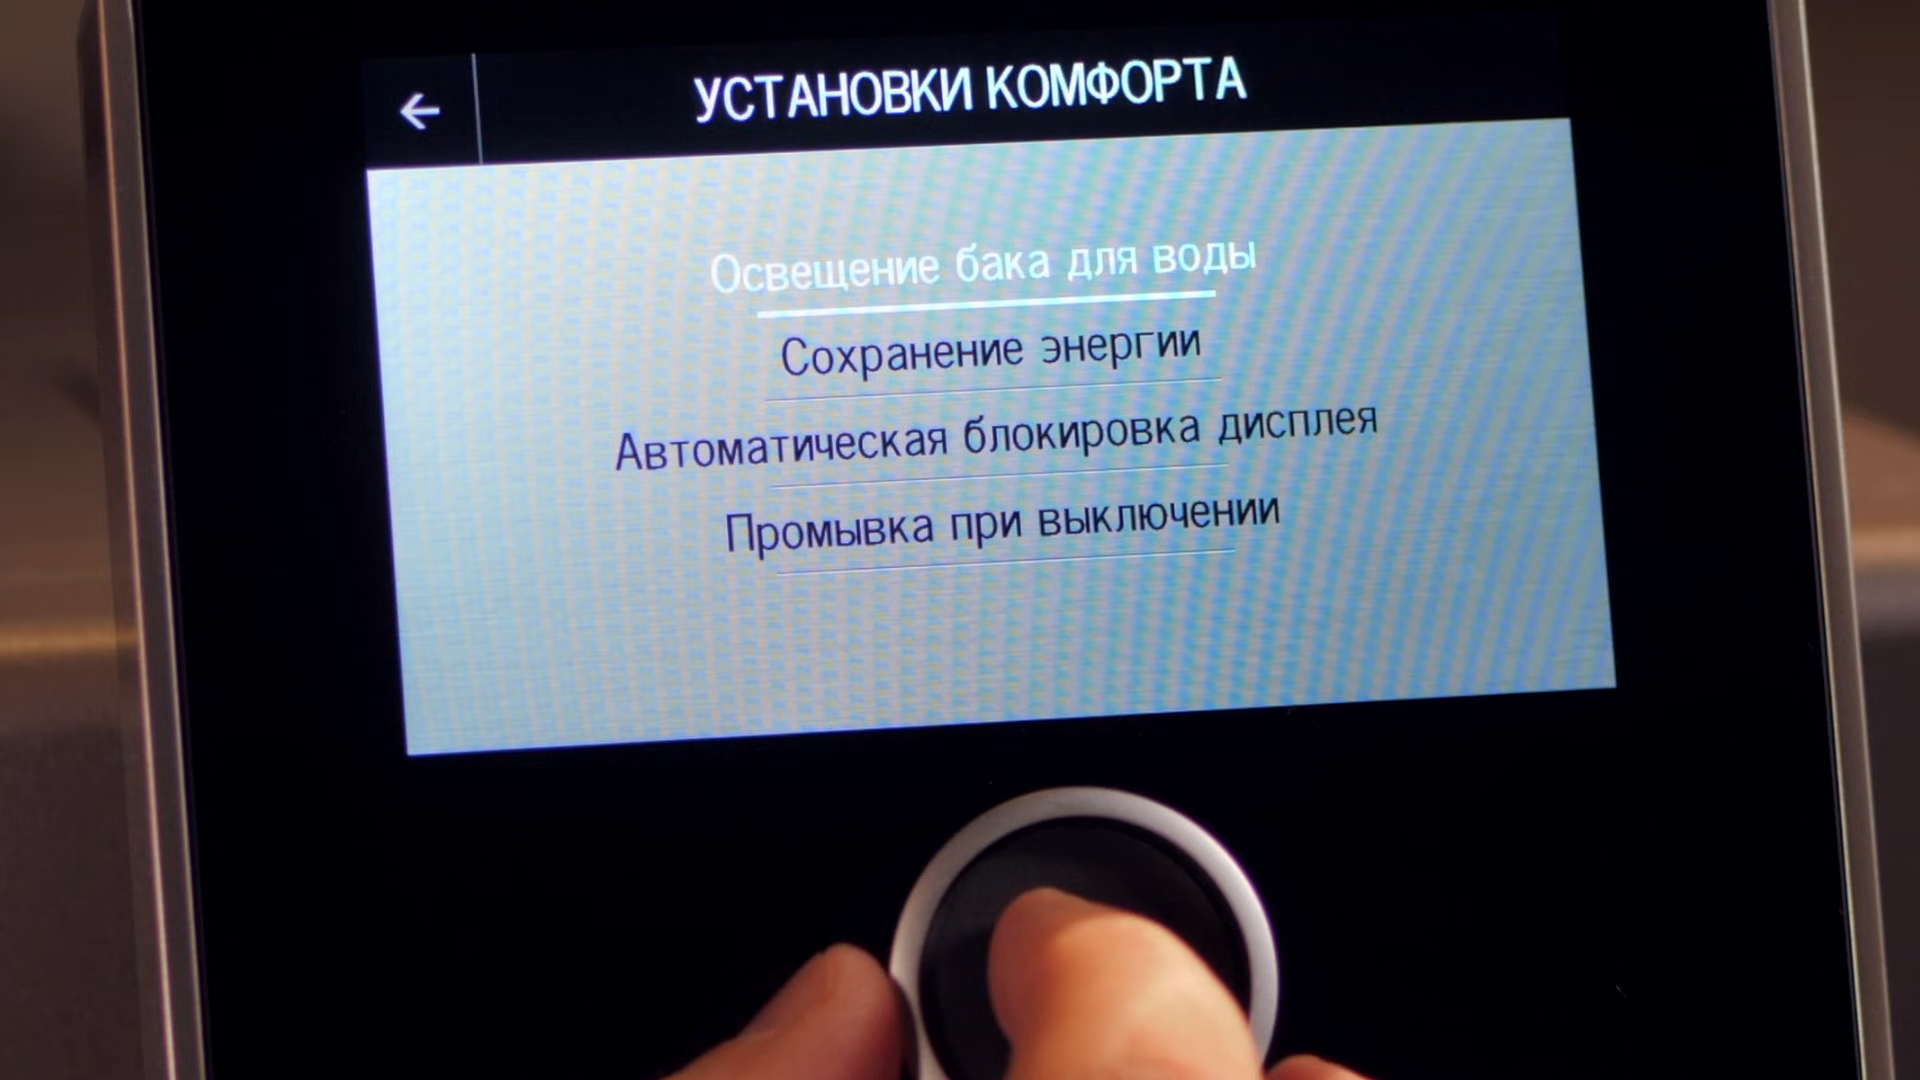 УСТАНОВКИ КОМФОРТА
Освещение бака для воды
Сохранение энергии
Автоматическая блокировка дисплея
Промывка при выключении